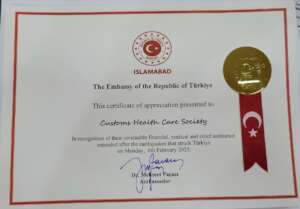 ISLAMABAD
The Embassy of the Republic of Türkiye
This certificate of appreciation presented to
Customs Health Care Society
In recognition of their venerable financial, medical and relief assistance
extended after the earthquakes that struck Türkiye
on Monday, 6th February 2023.
Dr. Mehmet Paçacı
Ambassador